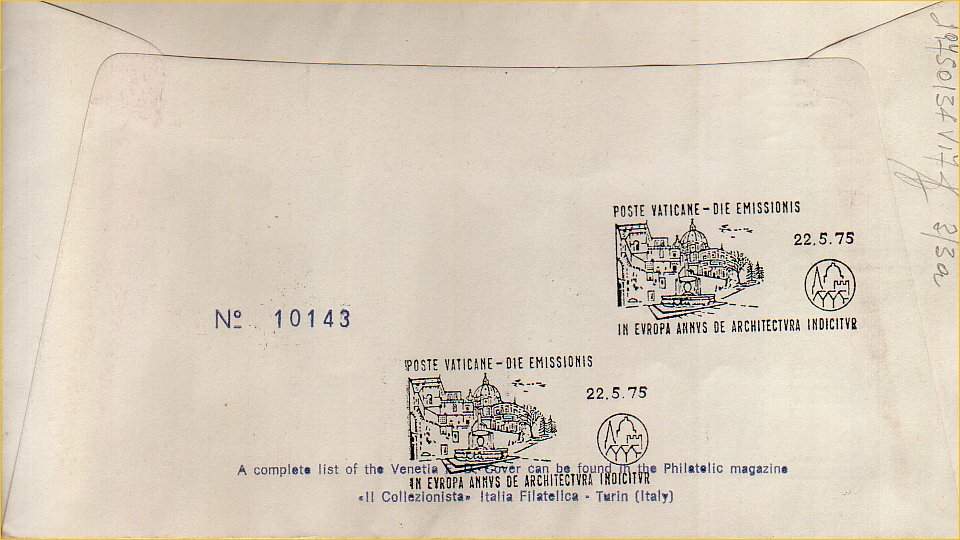 POSTE VATICANE - DIE EMISSIONIS
22.5.75
IN EVROPA ANNVS DE ARCHITECTVRA INDICITVR
Nº 10143
POSTE VATICANE - DIE EMISSIONIS
22.5.75
A complete list of the Venetia Cover can be found in the Philatelic magazine
IN EVROPA ANNVS DE ARCHITECTVRA INDICITVR
«Il Collezionista» Italia Filatelica - Turin (Italy)